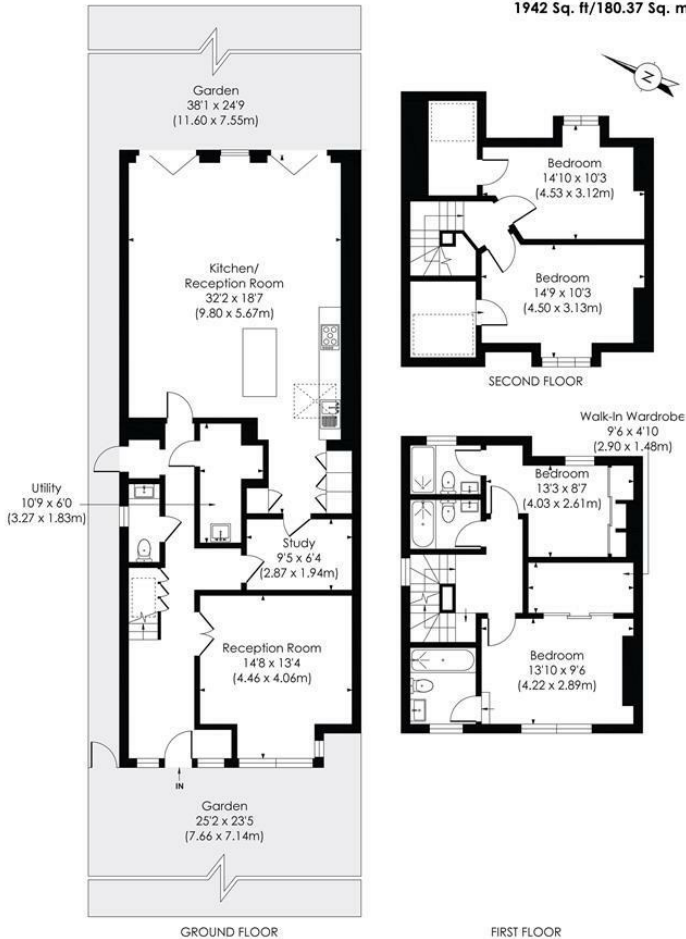 1942 Sq. ft/180.37 Sq. m
N
Garden
38'1 x 24'9
(11.60 x 7.55m)
Kitchen/
Reception Room
32'2 x 18'7
(9.80 x 5.67m)
Utility
10'9 x 6'0
(3.27 x 1.83m)
Study
9'5 x 6'4
(2.87 x 1.94m)
Reception Room
14'8 x 13'4
(4.46 x 4.06m)
IN
Garden
25'2 x 23'5
(7.66 x 7.14m)
GROUND FLOOR
Bedroom
14'10 x 10'3
(4.53 x 3.12m)
Bedroom
14'9 x 10'3
(4.50 x 3.13m)
SECOND FLOOR
Walk-In Wardrobe
9'6 x 4'10
(2.90 x 1.48m)
Bedroom
13'3 x 8'7
(4.03 x 2.61m)
Bedroom
13'10 x 9'6
(4.22 x 2.89m)
FIRST FLOOR